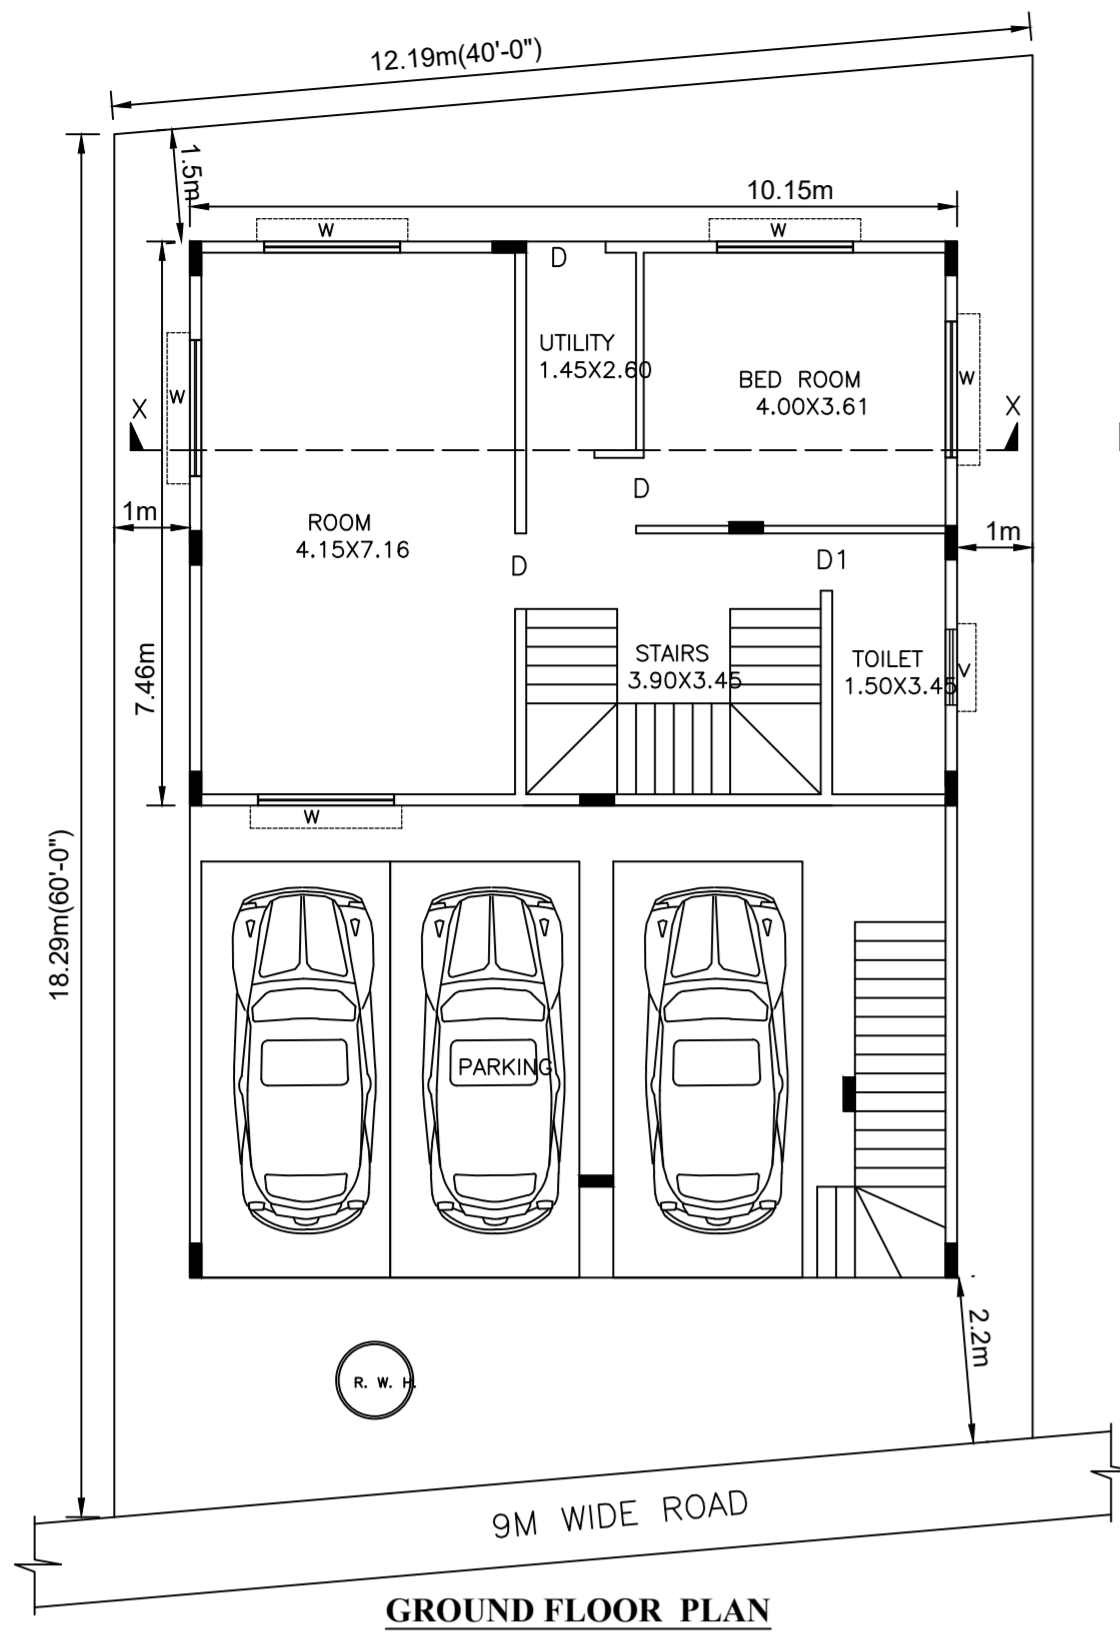 12.19m(40'-0")
1.5m
10.15m
W
W
D
UTILITY
1.45X2.60
BED ROOM
4.00X3.61
W
W
X
X
D
1m
ROOM
4.15X7.16
1m
D
D1
7.46m
STAIRS
3.90X3.45
TOILET
1.50X3.45
V
W
18.29m(60'-0")
PARKING
2.2m
R. W. H.
9M WIDE ROAD
GROUND FLOOR PLAN